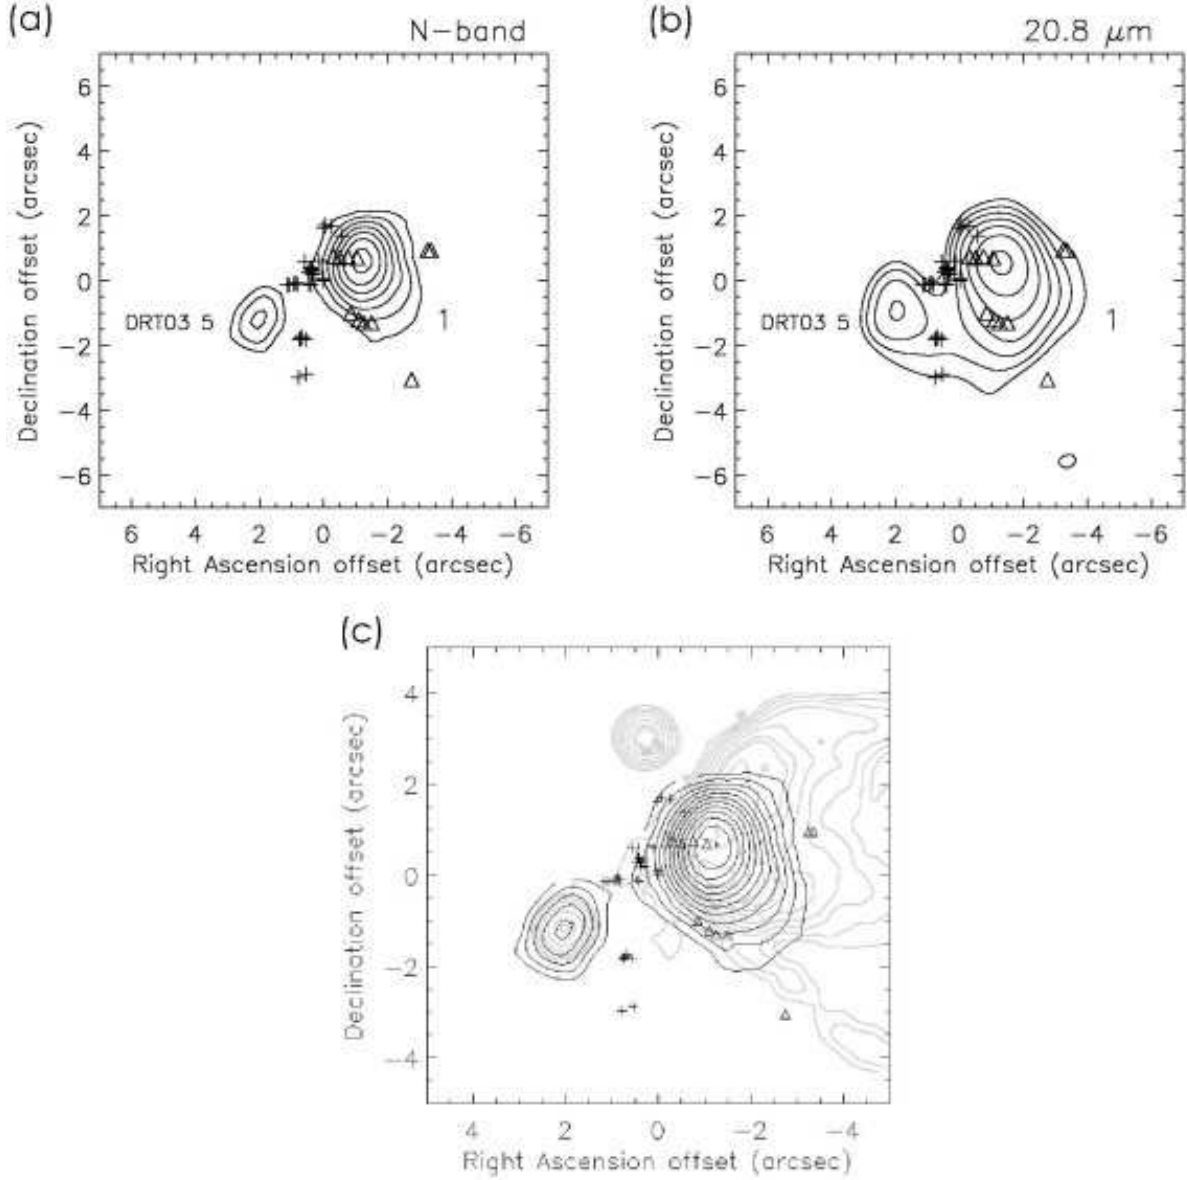 (a)
N-band
Declination offset (arcsec)
6
4
2
0
−2
−4
−6
DRT03 5
1
6 4 2 0 −2 −4 −6
Right Ascension offset (arcsec)
(b)
20.8 μm
Declination offset (arcsec)
6
4
2
0
−2
−4
−6
DRT03 5
1
6 4 2 0 −2 −4 −6
Right Ascension offset (arcsec)
(c)
Declination offset (arcsec)
4
2
0
−2
−4
4 2 0 −2 −4
Right Ascension offset (arcsec)